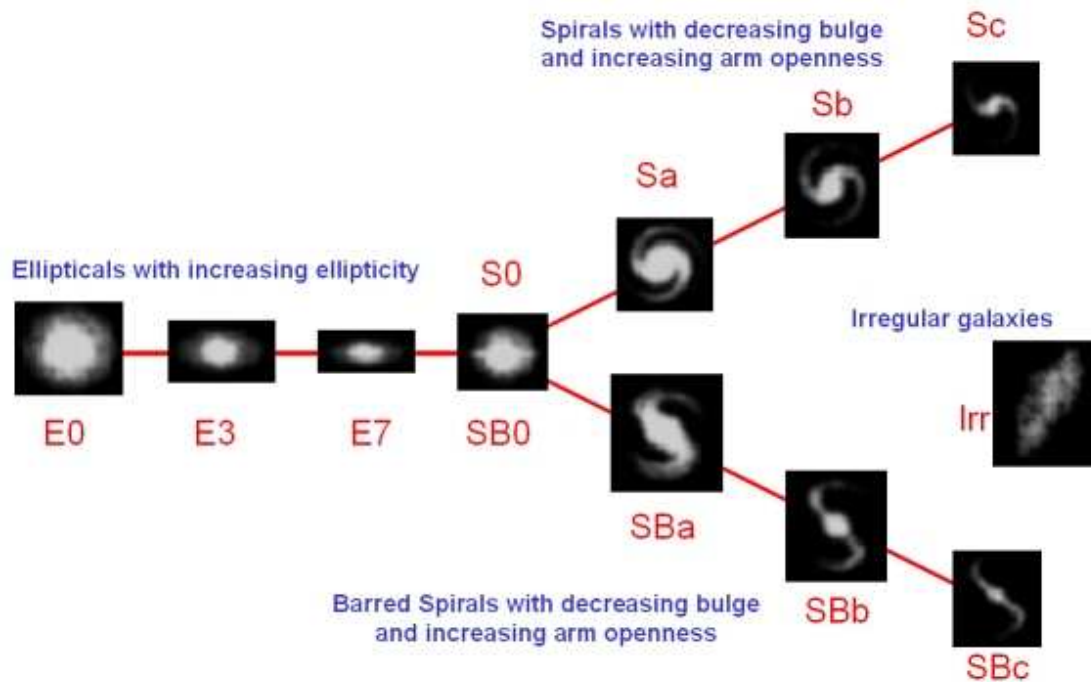 Spirals with decreasing bulge
and increasing arm openness
Sc
Sb
Sa
Ellipticals with increasing ellipticity
S0
Irregular galaxies
E0
E3
E7
SB0
Irr
SBa
SBb
Barred Spirals with decreasing bulge
and increasing arm openness
SBc